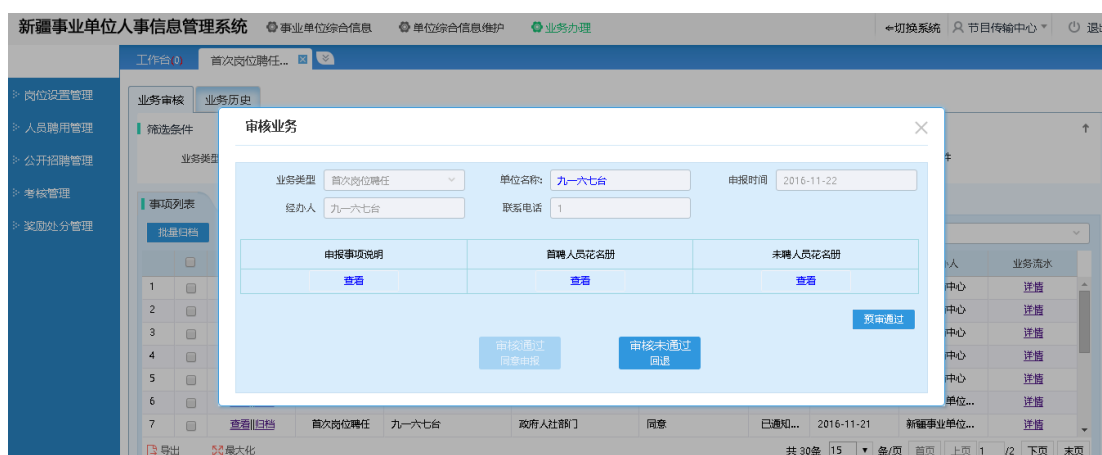 新疆事业单位人事信息管理系统 事业单位综合信息 单位综合信息维护 业务办理 切换系统 节目传输中心 退
工作台 0 首次岗位聘任...
岗位设置管理
人员聘用管理
公开招聘管理
考核管理
奖励处分管理
业务审核 业务历史
筛选条件
业务类型
事项列表
批量归档
审核业务
业务类型 首次岗位聘任 单位名称: 九一六七台 申报时间 2016-11-22
经办人 九一六七台 联系电话 1
申报事项说明 首聘人员花名册 未聘人员花名册
查看 查看 查看
预审通过
审核通过 审核未通过
同意申报 回退
人 业务流水
1 中心 详情
2 中心 详情
3 中心 详情
4 中心 详情
5 中心 详情
6 单位... 详情
7 查看|归档 首次岗位聘任 九一六七台 政府人社部门 同意 已通知... 2016-11-21 新疆事业单位... 详情
导出 最大化 共 30条 15 条/页 首页 上页 1 /2 下页 末页